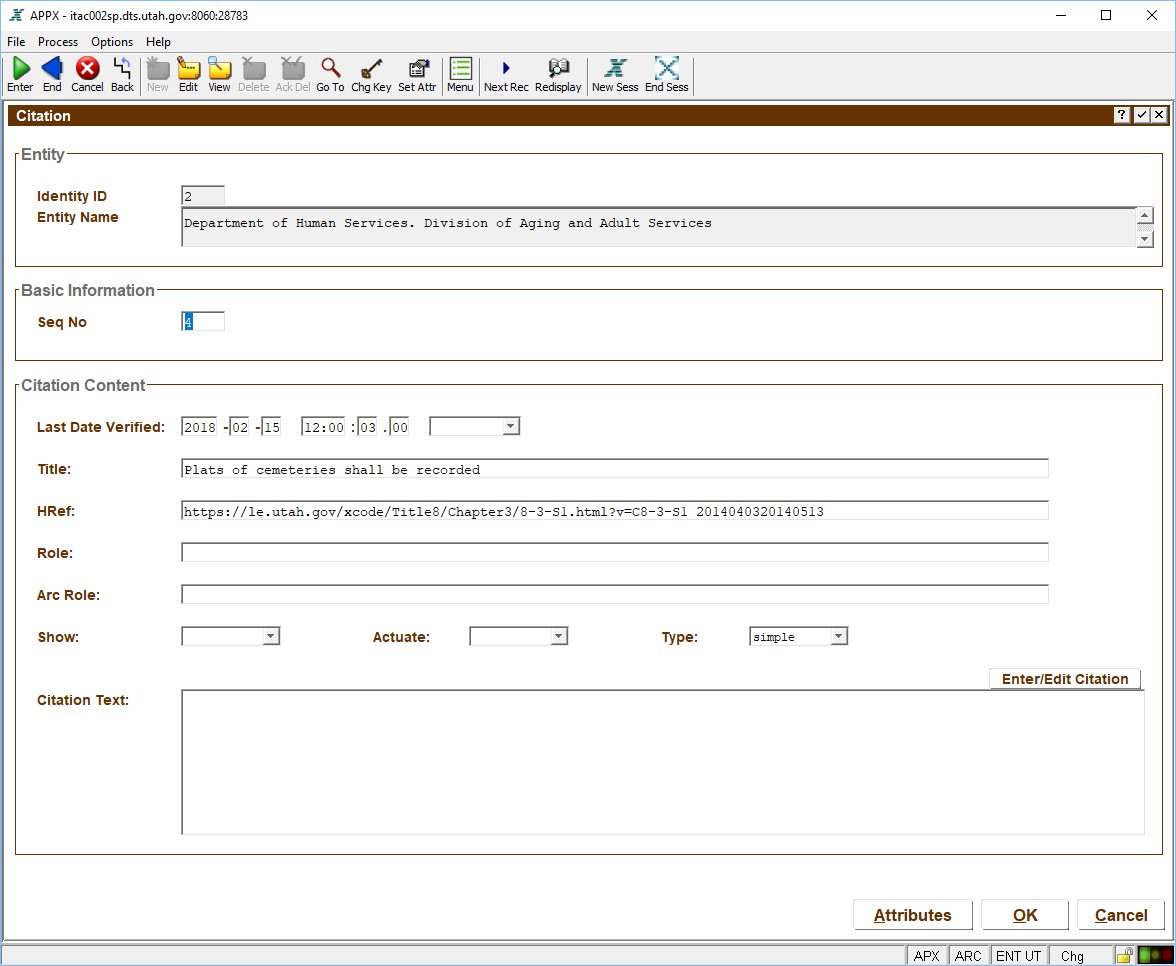 APPX - itac002sp.dts.utah.gov:8060:28783
File Process Options Help
Enter End Cancel Back New Edit View Delete Ack Del Go To Chg Key Set Attr Menu Next Rec Redisplay New Sess End Sess
Citation ?
Entity
Identity ID 2
Entity Name Department of Human Services. Division of Aging and Adult Services
Basic Information
Seq No 4
Citation Content
Last Date Verified: 2018 - 02 - 15 12:00 : 03 . 00
Title: Plats of cemeteries shall be recorded
HRef: https://le.utah.gov/xcode/Title8/Chapter3/8-3-S1.html?v=C8-3-S1_2014040320140513
Role:
Arc Role:
Show: Actuate: Type: simple
Enter/Edit Citation
Citation Text:
Attributes OK Cancel
APX ARC ENT UT Chg